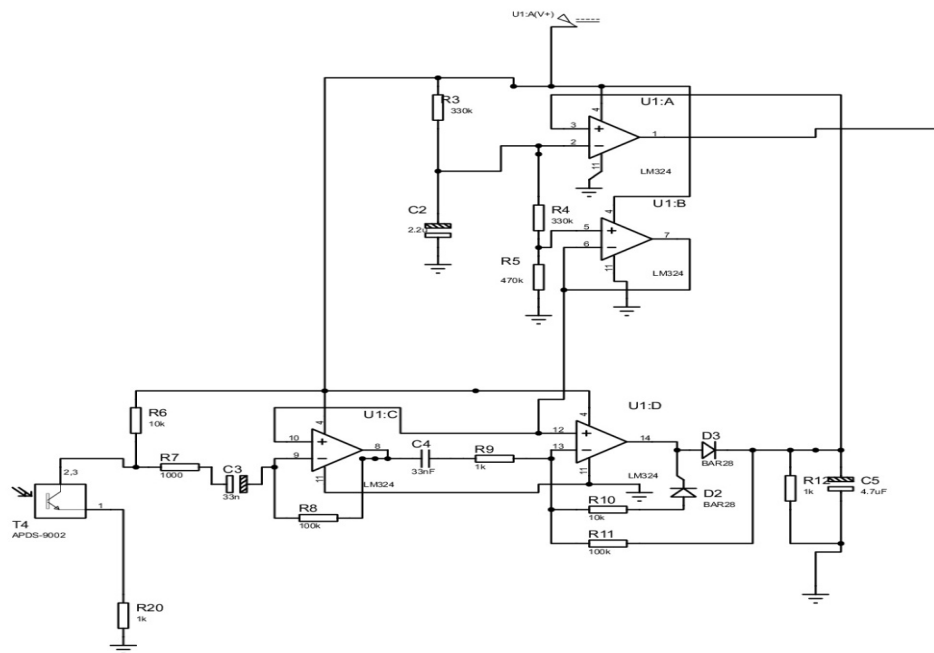 U1:A(V+)
R3
330k
4
U1:A
3
2
1
11
LM324
C2
R4
330k
U1:B
4
5
6
7
11
LM324
R5
470k
R6
10k
U1:C
4
10
9
8
11
LM324
C4
33nF
R9
1k
U1:D
4
12
13
14
11
LM324
D3
BAR28
R7
1000
C3
33n
2,3
1
T4
APDS-9002
R8
100k
R10
10k
D2
BAR28
R11
100k
R12
1k
C5
4.7uF
R20
1k